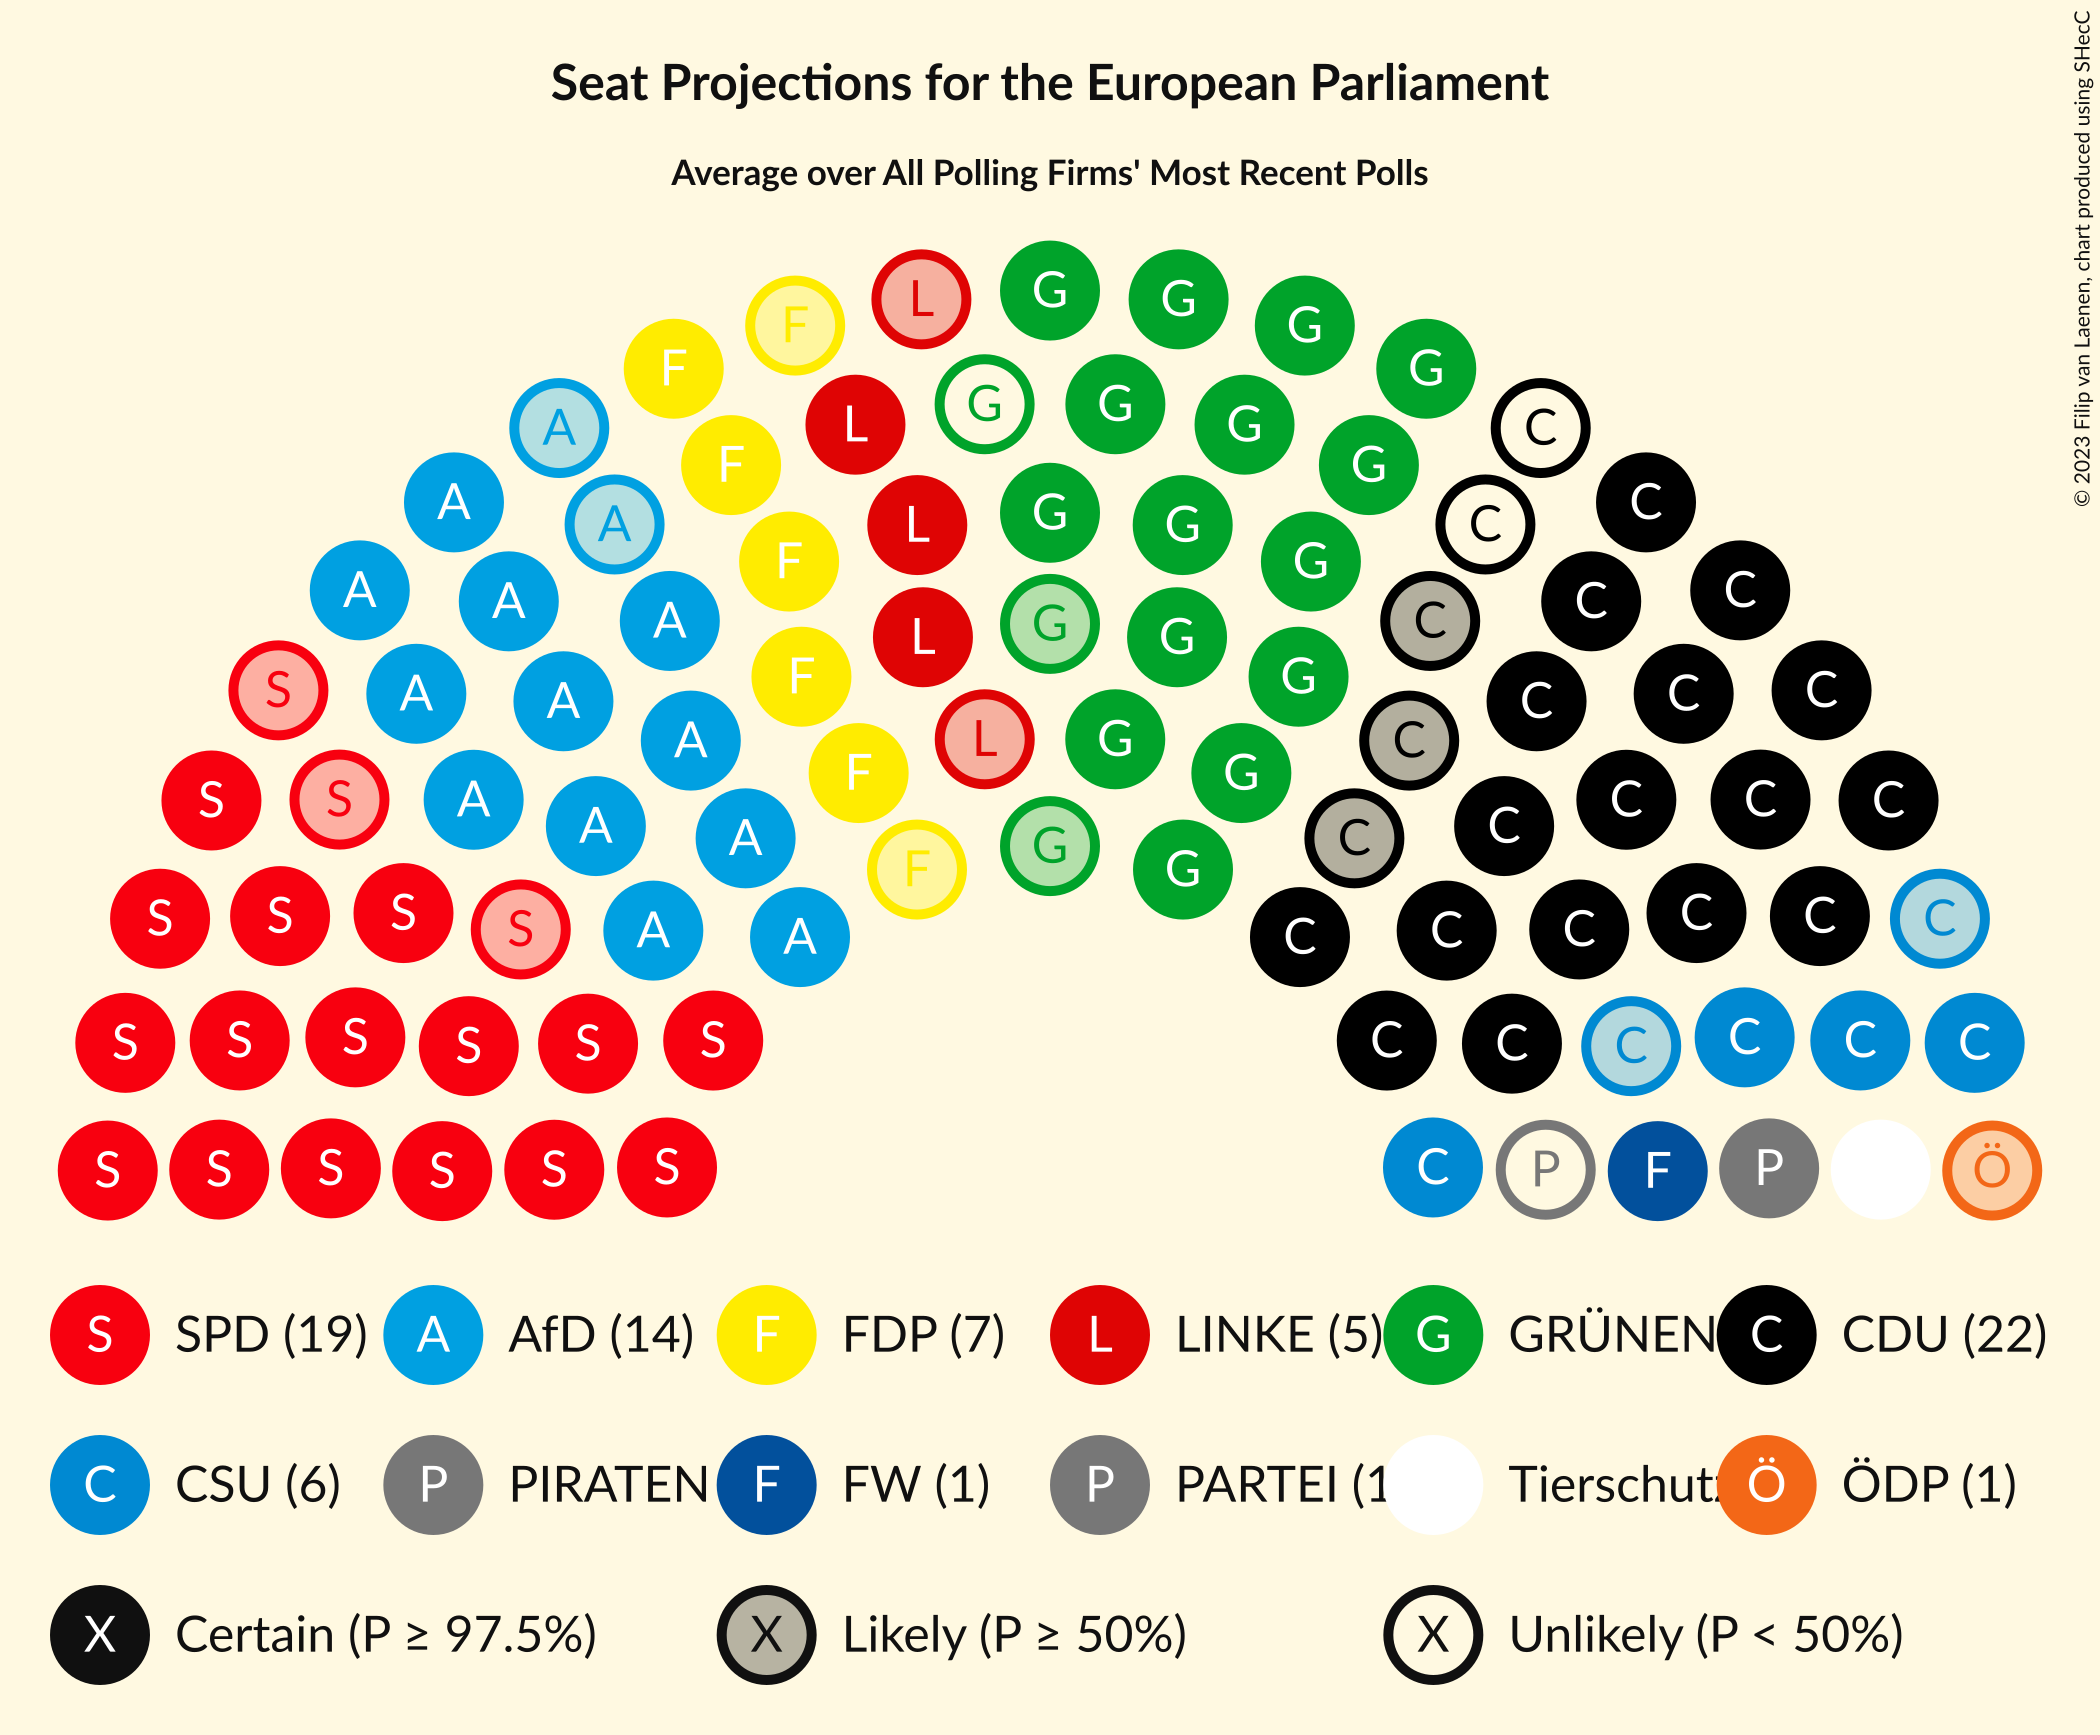 © 2023 Filip van Laenen, chart produced using SHecC
Seat Projections for the European Parliament
Average over All Polling Firms' Most Recent Polls
F L G G G
F G
A L G G G C
F G
A A L G G C C
F G
A A A L G G C C C
S A A F G C C C
A L G C
S S A F G C C C
A A F G G C C
S S S S A A C C C C C C
S S S S S S C C C C C C
S S S S S S C P F P Ö
S SPD (19) A AfD (14) F FDP (7) L LINKE (5) G GRÜNEN C CDU (22)
C CSU (6) P PIRATEN F FW (1) P PARTEI (1 Tierschutz Ö ÖDP (1)
X Certain (P ≥ 97.5%) X Likely (P ≥ 50%) X Unlikely (P < 50%)